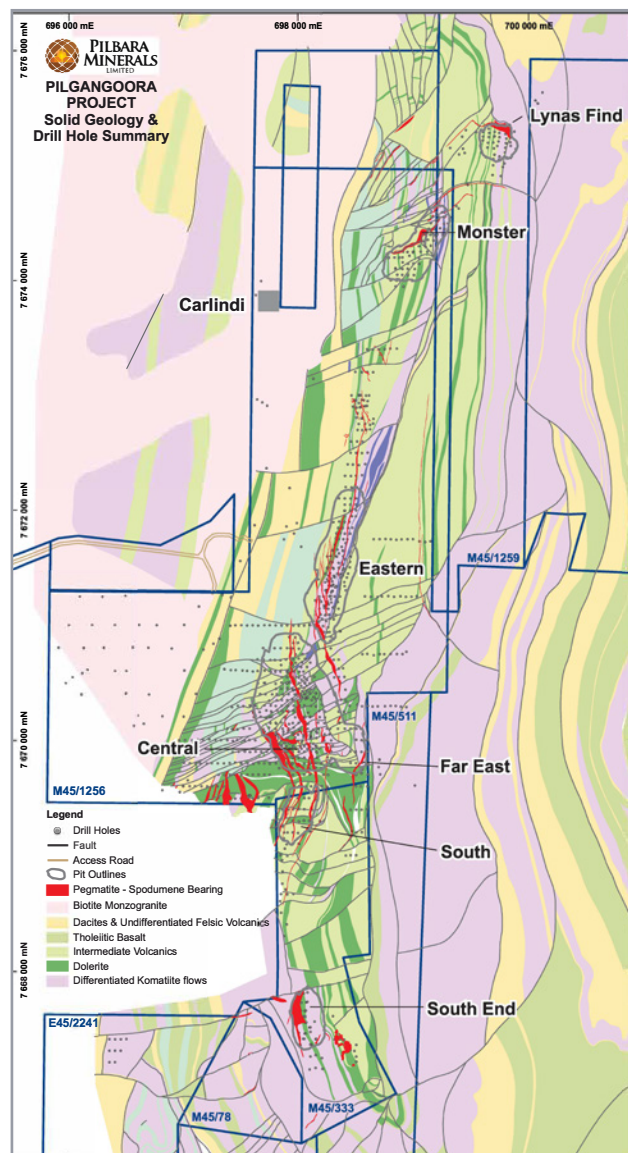 696 000 mE
698 000 mE
700 000 mE
7 676 000 mN
PILBARA
MINERALS
LIMITED
PILGANGOORA
PROJECT
Solid Geology &
Drill Hole Summary
Lynas Find
Monster
7 674 000 mN
Carlindi
7 672 000 mN
Eastern
M45/1259
M45/511
7 670 000 mN
Central
Far East
M45/1256
South
Legend
Drill Holes
Fault
Access Road
Pit Outlines
Pegmatite - Spodumene Bearing
Biotite Monzogranite
Dacites & Undifferentiated Felsic Volcanics
Tholeiitic Basalt
Intermediate Volcanics
Dolerite
Differentiated Komatiite flows
7 668 000 mN
South End
E45/2241
M45/78
M45/333